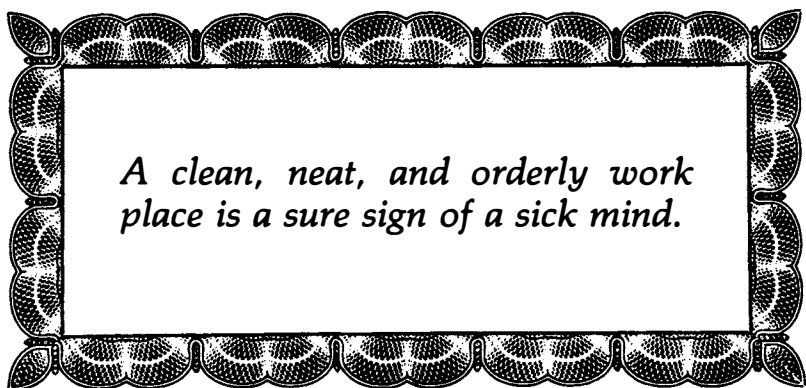 A clean, neat, and orderly work
place is a sure sign of a sick mind.